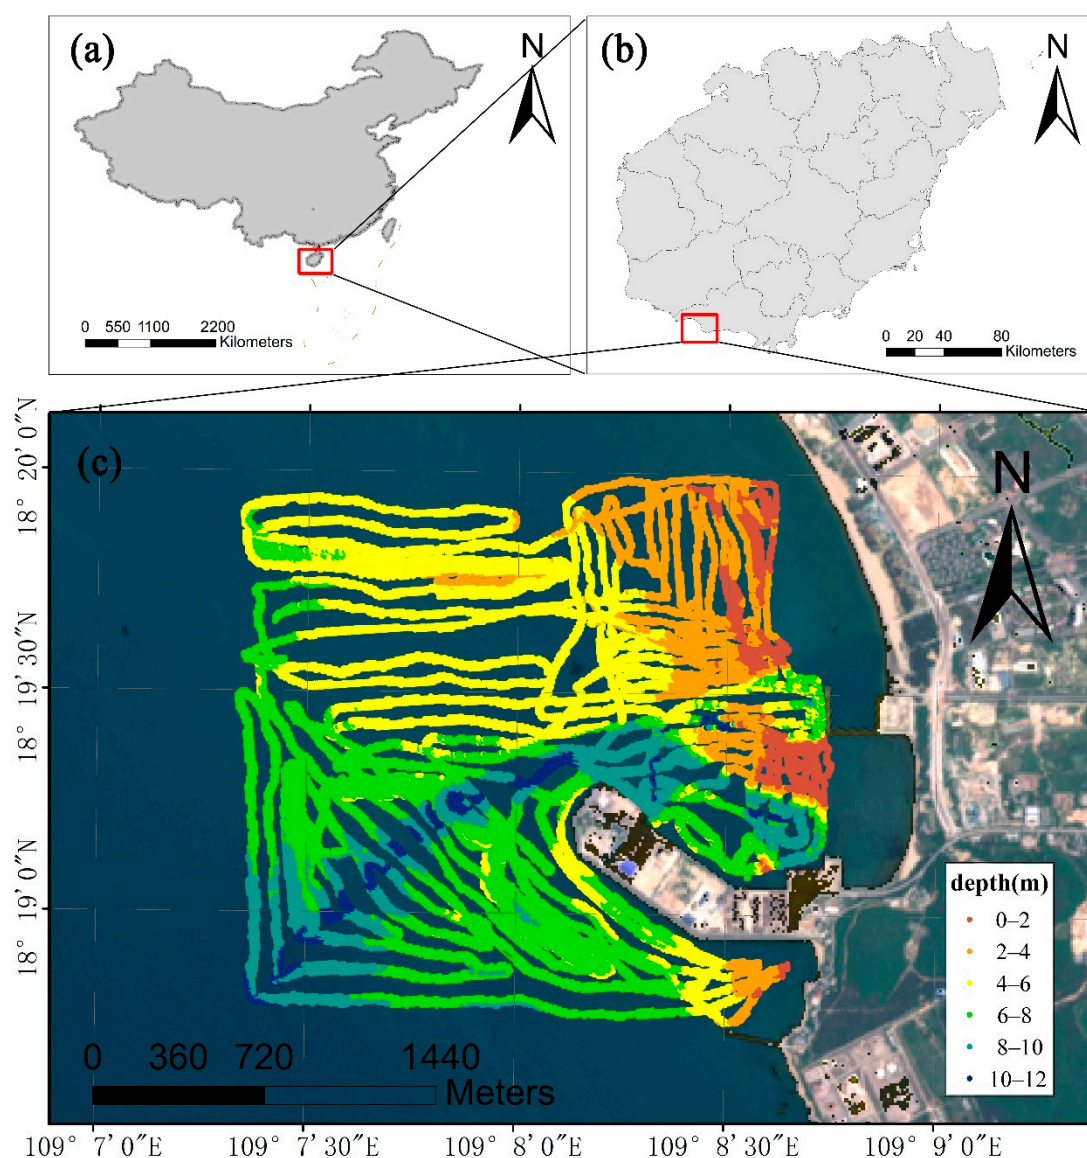 (a)
N
0 550 1100 2200
Kilometers
(b)
N
0 20 40 80
Kilometers
(c)
N
18° 20′ 0″N
18° 19′ 30″N
18° 19′ 0″N
depth(m)
0–2
2–4
4–6
6–8
8–10
10–12
0 360 720 1440
Meters
109° 7′ 0″E 109° 7′ 30″E 109° 8′ 0″E 109° 8′ 30″E 109° 9′ 0″E